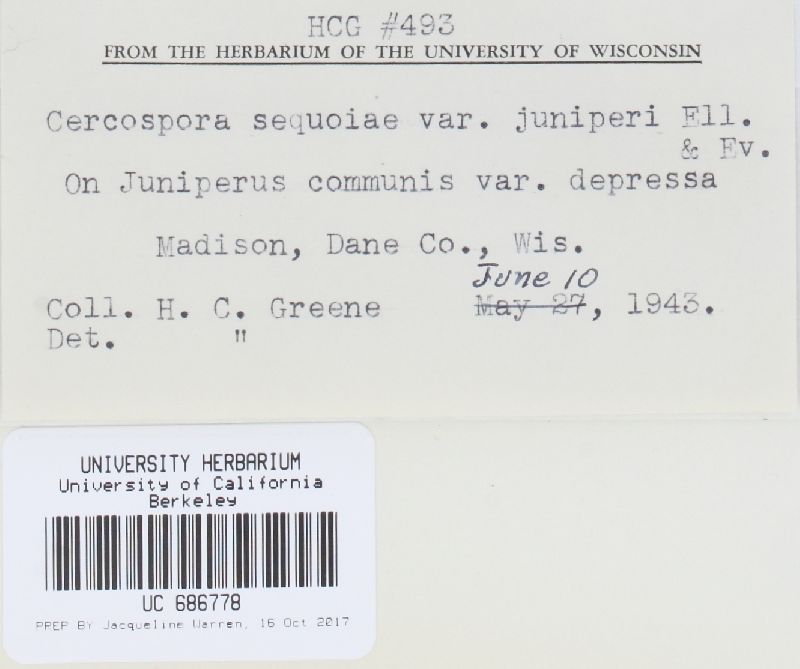 HCG #493
FROM THE HERBARIUM OF THE UNIVERSITY OF WISCONSIN
Cercospora sequoiae var. juniperi Ell.
& Ev.
On Juniperus communis var. depressa
Madison, Dane Co., Wis.
June 10
Coll. H. C. Greene May 27, 1943.
Det. "
UNIVERSITY HERBARIUM
University of California
Berkeley
UC 686778
PREP BY Jacqueline Warren, 16 Oct 2017